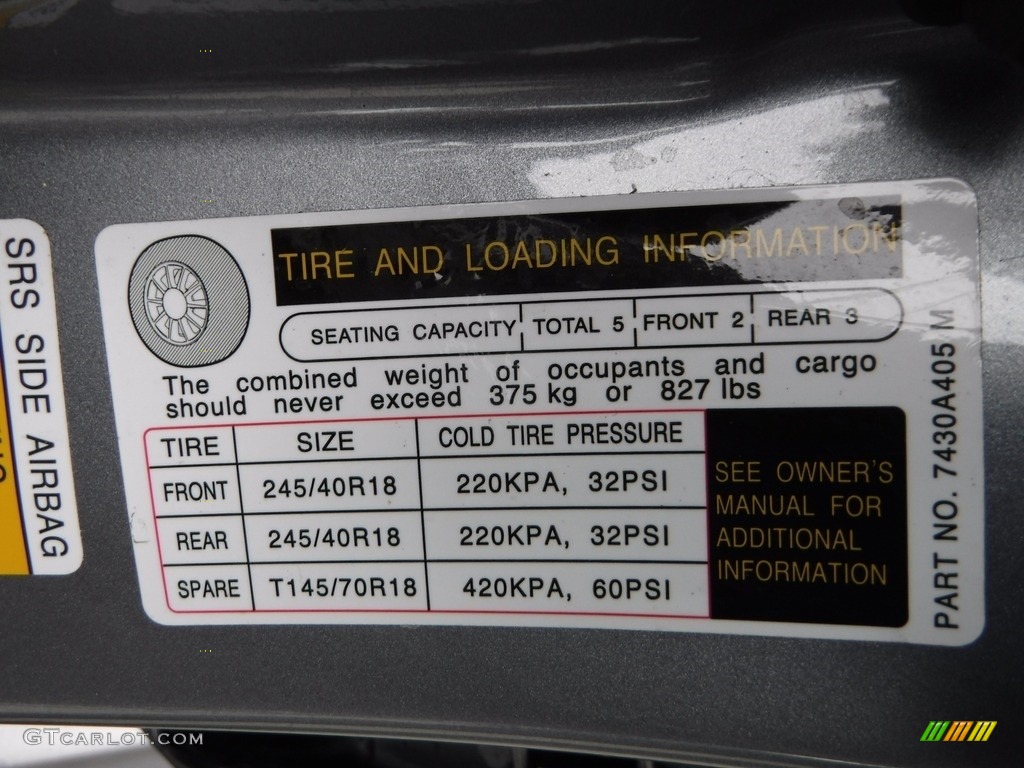 SRS SIDE AIRBAG
TIRE AND LOADING INFORMATION
SEATING CAPACITY TOTAL 5 FRONT 2 REAR 3
The combined weight of occupants and cargo
should never exceed 375 kg or 827 lbs
TIRE SIZE COLD TIRE PRESSURE
FRONT 245/40R18 220KPA, 32PSI
REAR 245/40R18 220KPA, 32PSI
SPARE T145/70R18 420KPA, 60PSI
SEE OWNER'S
MANUAL FOR
ADDITIONAL
INFORMATION
PART NO. 7430A405 M
GTCARLOT.COM